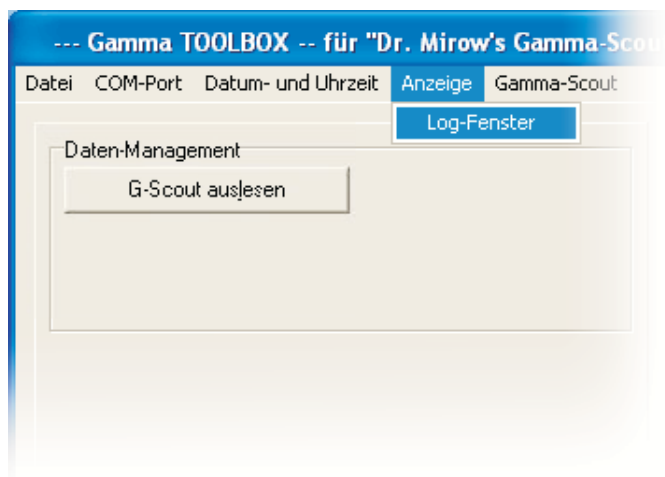 --- Gamma TOOLBOX -- für "Dr. Mirow's Gamma-Scou
Datei COM-Port Datum- und Uhrzeit Anzeige Gamma-Scout
Log-Fenster
Daten-Management
G-Scout auslesen